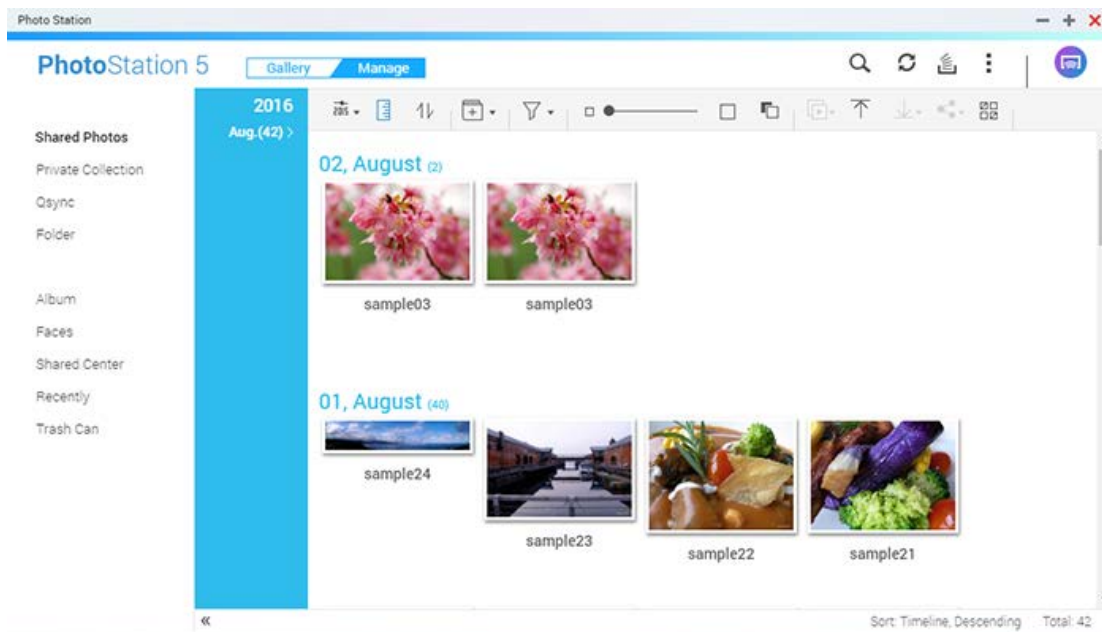 Photo Station
PhotoStation 5
Gallery
Manage
Shared Photos
Private Collection
Qsync
Folder
Album
Faces
Shared Center
Recently
Trash Can
2016
Aug.(42) >
02, August (2)
sample03
sample03
01, August (40)
sample24
sample23
sample22
sample21
Sort: Timeline, Descending
Total: 42